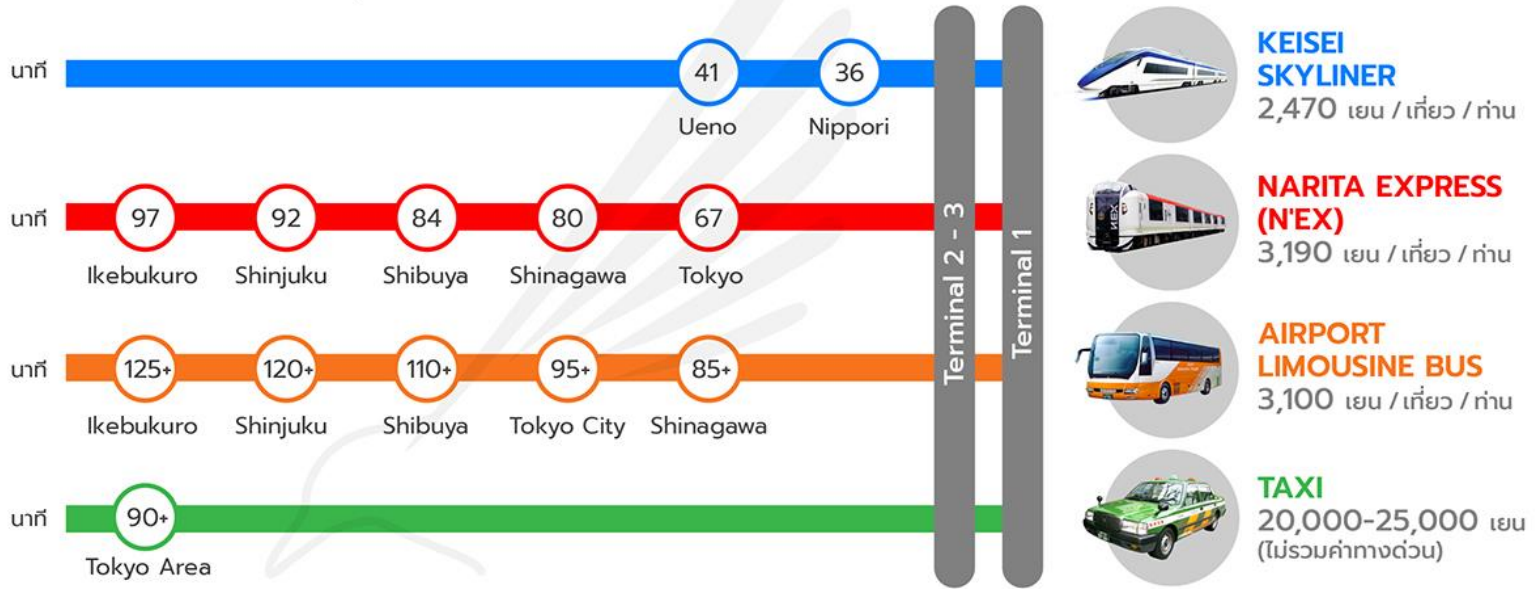 นาที
41
36
Ueno
Nippori
KEISEI
SKYLINER
2,470 เยน / เที่ยว / ท่าน
นาที
97
92
84
80
67
Ikebukuro
Shinjuku
Shibuya
Shinagawa
Tokyo
NARITA EXPRESS
(N'EX)
3,190 เยน / เที่ยว / ท่าน
นาที
125+
120+
110+
95+
85+
Ikebukuro
Shinjuku
Shibuya
Tokyo City
Shinagawa
AIRPORT
LIMOUSINE BUS
3,100 เยน / เที่ยว / ท่าน
นาที
90+
Tokyo Area
TAXI
20,000-25,000 เยน
(ไม่รวมค่าทางด่วน)
Terminal 2 - 3
Terminal 1
N'EX